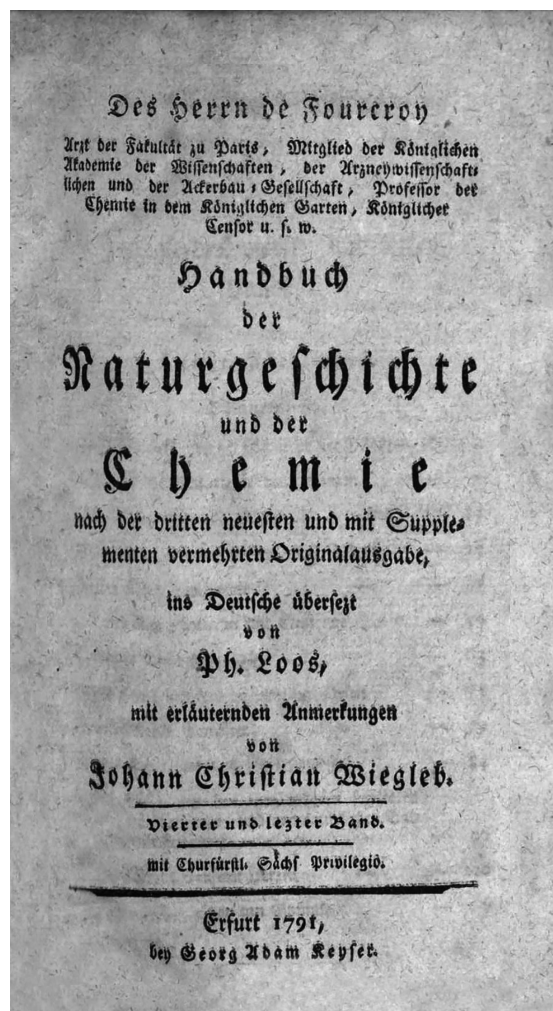 Des Herrn de Fourcroy
Arzt der Fakultät zu Paris, Mitglied der Königlichen
Akademie der Wissenschaften, der Arzneywissenschaft-
lichen und der Ackerbau-Gesellschaft, Professor der
Chemie in dem Königlichen Garten, Königlicher
Censor u. s. w.
Handbuch
der
Naturgeschichte
und der
Chemie
nach der dritten neuesten und mit Supple-
menten vermehrten Originalausgabe,
ins Deutsche übersezt
von
Ph. Loos,
mit erläuternden Anmerkungen
von
Johann Christian Wiegleb.
Vierter und lezter Band.
mit Churfürstl. Sächs Privilegio.
Erfurt 1791,
bey Georg Adam Keyser.